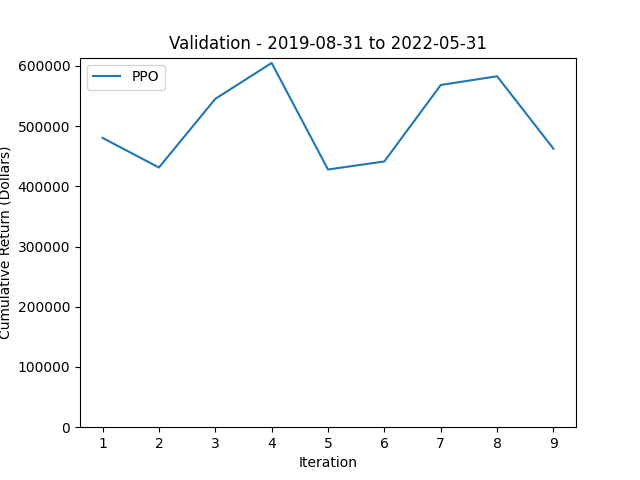 Validation - 2019-08-31 to 2022-05-31
PPO
600000
500000
400000
300000
200000
100000
0
Cumulative Return (Dollars)
1 2 3 4 5 6 7 8 9
Iteration